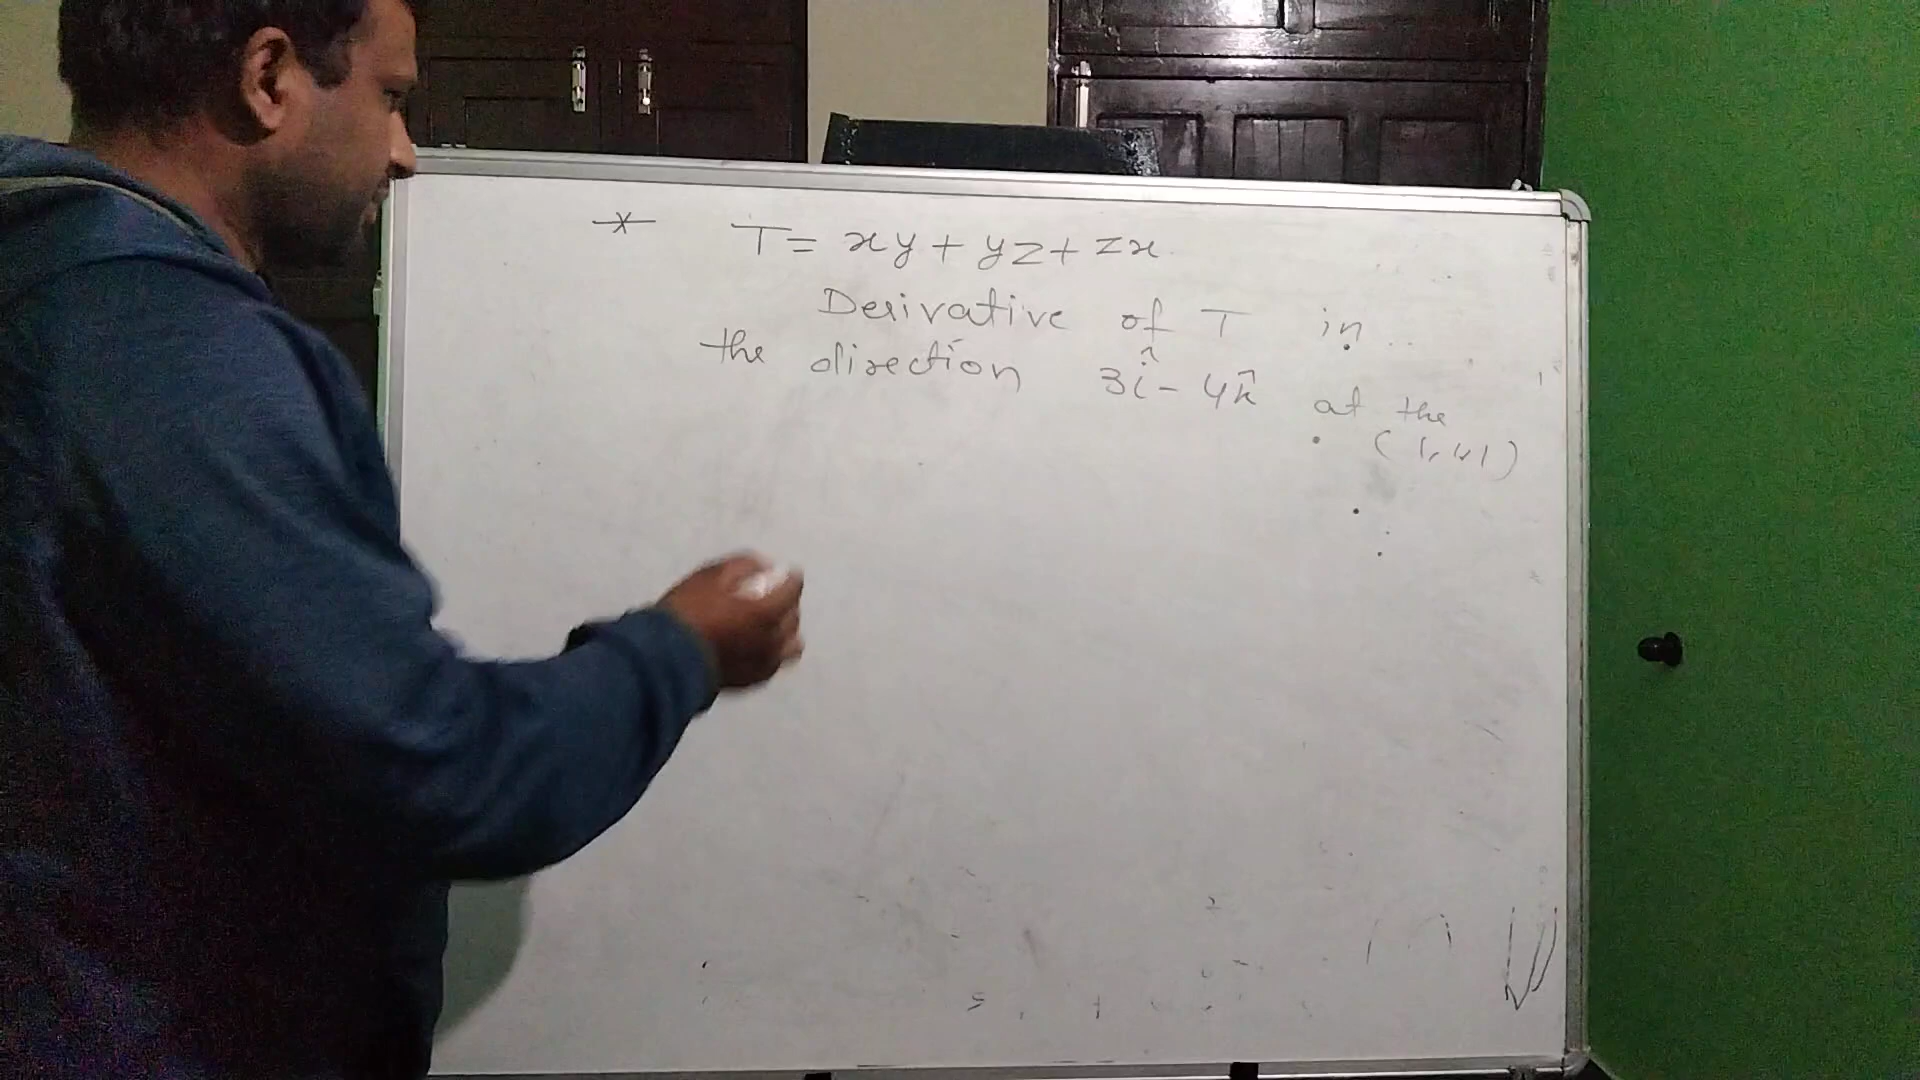 * T = xy + yz + zx
Derivative of T in
the direction 3î - 4k̂ at the
(1,1,1)